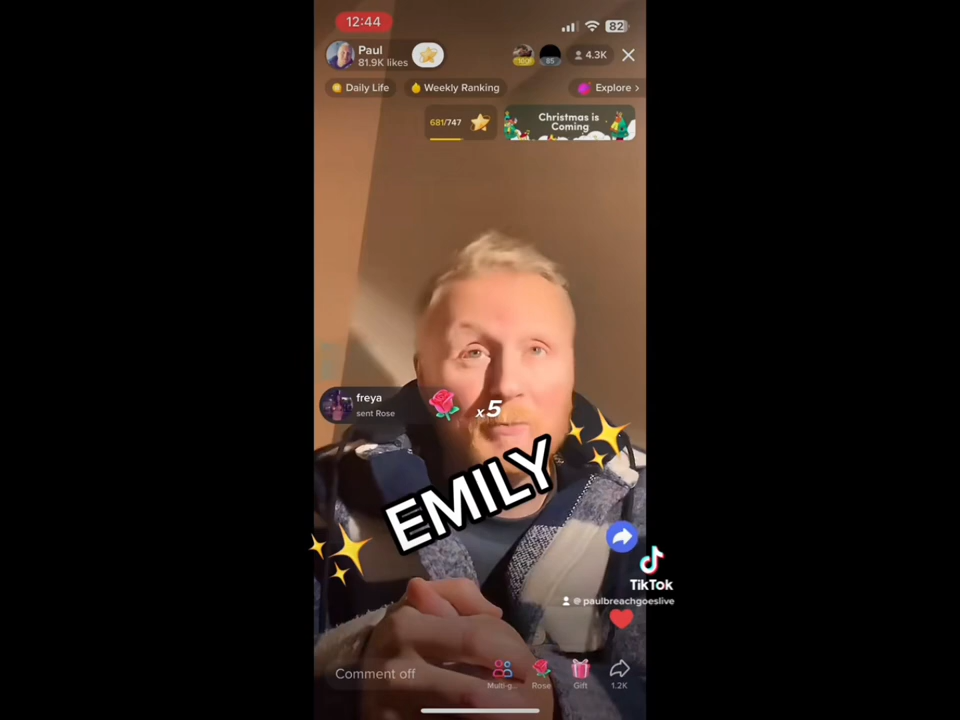 12:44
82
Paul
81.9K likes
4.3K
Daily Life
Weekly Ranking
Explore >
681/747
Christmas is
Coming
freya
sent Rose
x5
EMILY
TikTok
@paulbreachgoeslive
Comment off
Multi-g...
Rose
Gift
1.2K